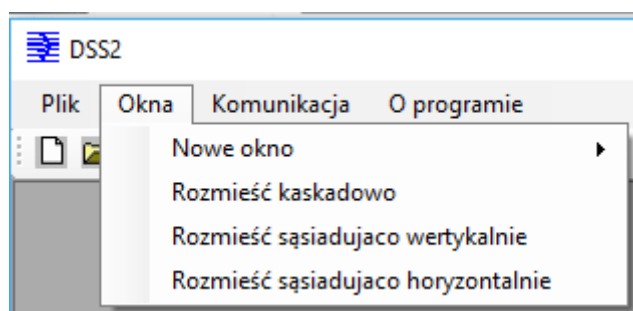 DSS2
Plik Okna Komunikacja O programie
Nowe okno
Rozmieść kaskadowo
Rozmieść sąsiadujaco wertykalnie
Rozmieść sąsiadujaco horyzontalnie